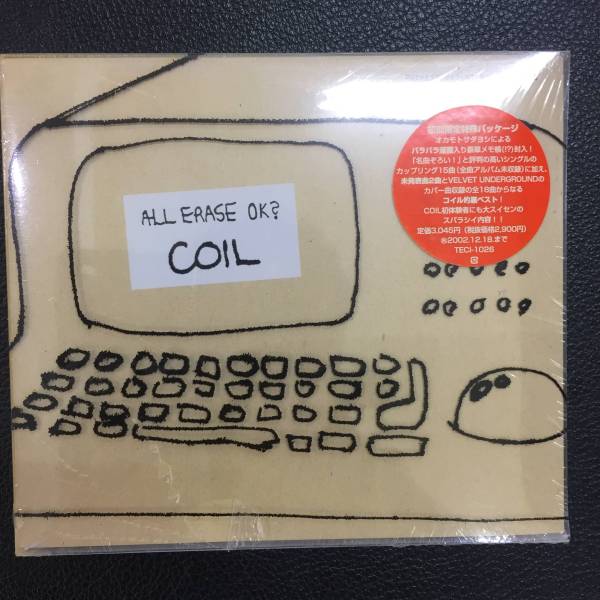 ALL ERASE OK?
COIL
初回限定特殊パッケージ
オカモトサダヨシによる
パラパラ漫画入り豪華メモ帳(!?)封入!
「名曲ぞろい!」と評判の高いシングルの
カップリング15曲(全曲アルバム未収録)に加え、
未発表曲2曲とVELVET UNDERGROUNDの
カバー曲収録の全18曲からなる
コイル的裏ベスト!
COIL初体験者にも大スイセンの
スバラシイ内容!!
定価3,045円(税抜価格2,900円)
㊢2002.12.18.まで
TECI-1026